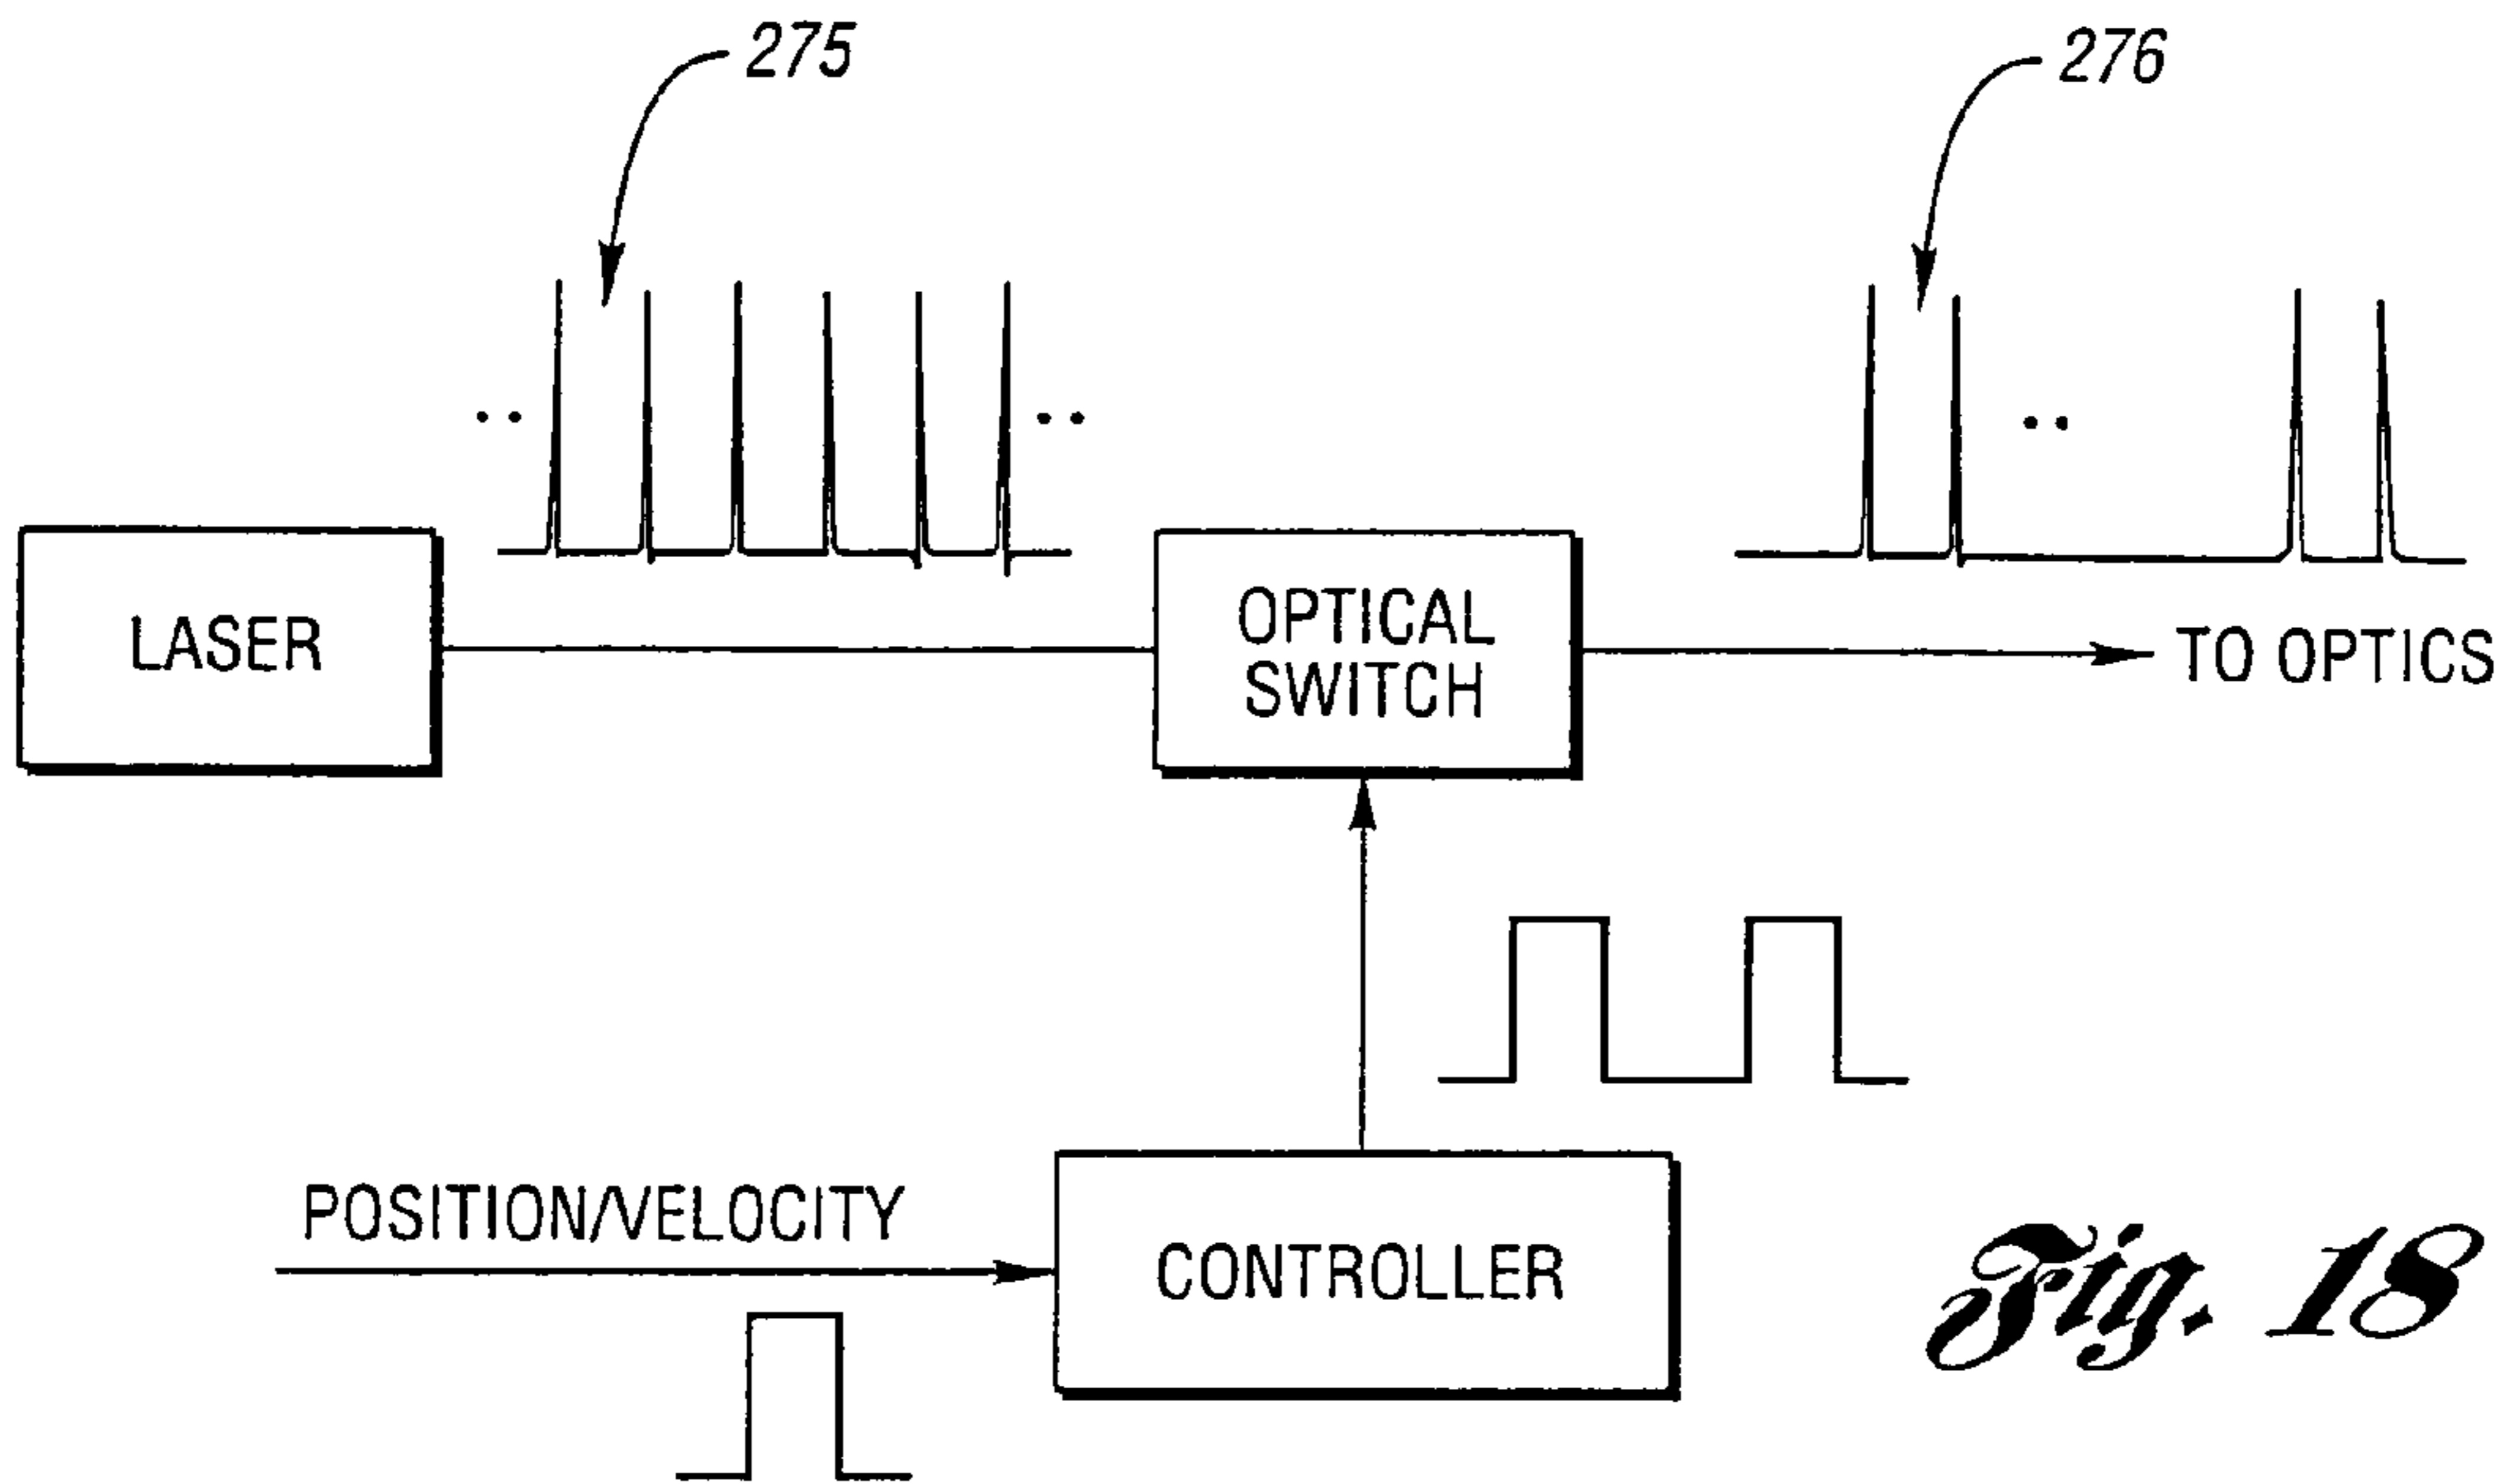 275
276
LASER
OPTICAL
SWITCH
TO OPTICS
POSITION/VELOCITY
CONTROLLER
Fig. 18